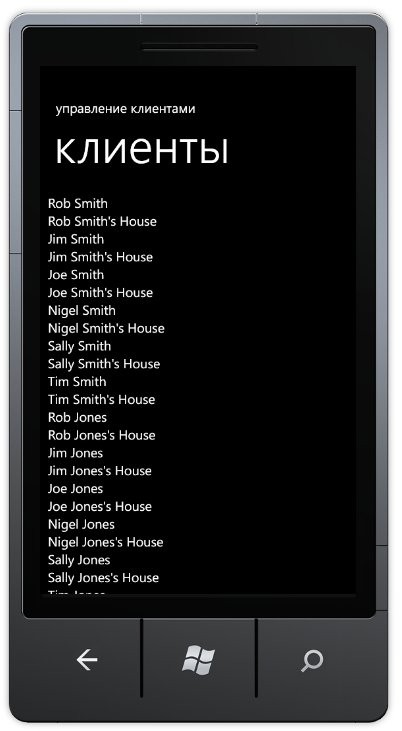 управление клиентами
клиенты
Rob Smith
Rob Smith's House
Jim Smith
Jim Smith's House
Joe Smith
Joe Smith's House
Nigel Smith
Nigel Smith's House
Sally Smith
Sally Smith's House
Tim Smith
Tim Smith's House
Rob Jones
Rob Jones's House
Jim Jones
Jim Jones's House
Joe Jones
Joe Jones's House
Nigel Jones
Nigel Jones's House
Sally Jones
Sally Jones's House
Tim Jones